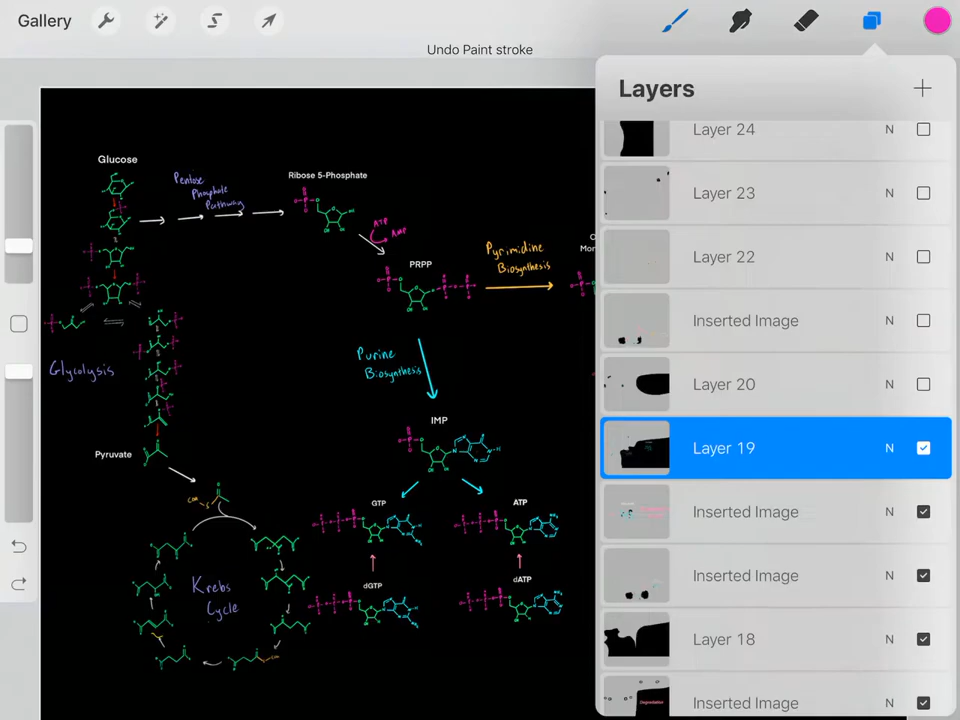 Gallery
Undo Paint stroke
Layers
Layer 24 N
Layer 23 N
Layer 22 N
Inserted Image N
Layer 20 N
Layer 19 N
Inserted Image N
Inserted Image N
Layer 18 N
Inserted Image N
Glucose
Pentose
Phosphate
Pathway
Ribose 5-Phosphate
ATP
AMP
PRPP
Pyrimidine
Biosynthesis
O
Mon
Glycolysis
Purine
Biosynthesis
IMP
Pyruvate
GTP
ATP
dGTP
dATP
Krebs
Cycle